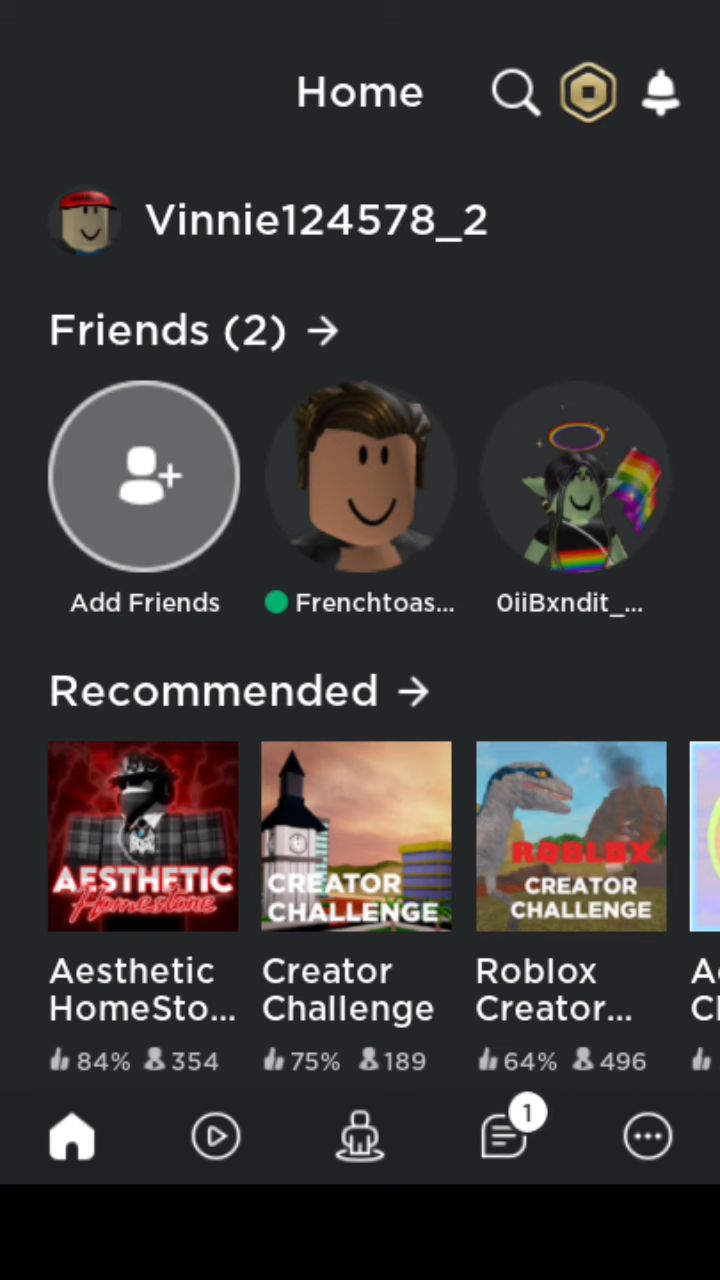 Home
Vinnie124578_2
Friends (2)
Add Friends
Frenchtoas...
0iiBxndit_...
Recommended
AESTHETIC
Homestone
CREATOR
CHALLENGE
ROBLOX
CREATOR
CHALLENGE
Aesthetic
HomeSto...
Creator
Challenge
Roblox
Creator...
84% 354
75% 189
64% 496
1